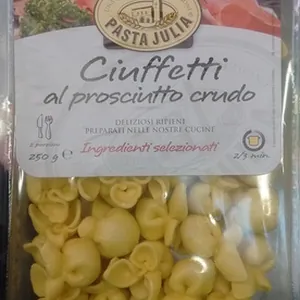 PASTA JULIA
Ciuffetti
al prosciutto crudo
DELIZIOSI RIPIENI
PREPARATI NELLE NOSTRE CUCINE
Ingredienti selezionati
250 g e
2/3 min